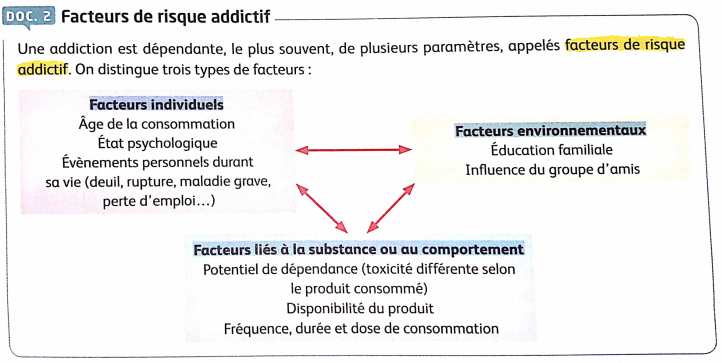 DOC. 2 Facteurs de risque addictif
Une addiction est dépendante, le plus souvent, de plusieurs paramètres, appelés facteurs de risque
addictif. On distingue trois types de facteurs :
Facteurs individuels
Âge de la consommation
État psychologique
Évènements personnels durant
sa vie (deuil, rupture, maladie grave,
perte d'emploi...)
Facteurs environnementaux
Éducation familiale
Influence du groupe d'amis
Facteurs liés à la substance ou au comportement
Potentiel de dépendance (toxicité différente selon
le produit consommé)
Disponibilité du produit
Fréquence, durée et dose de consommation